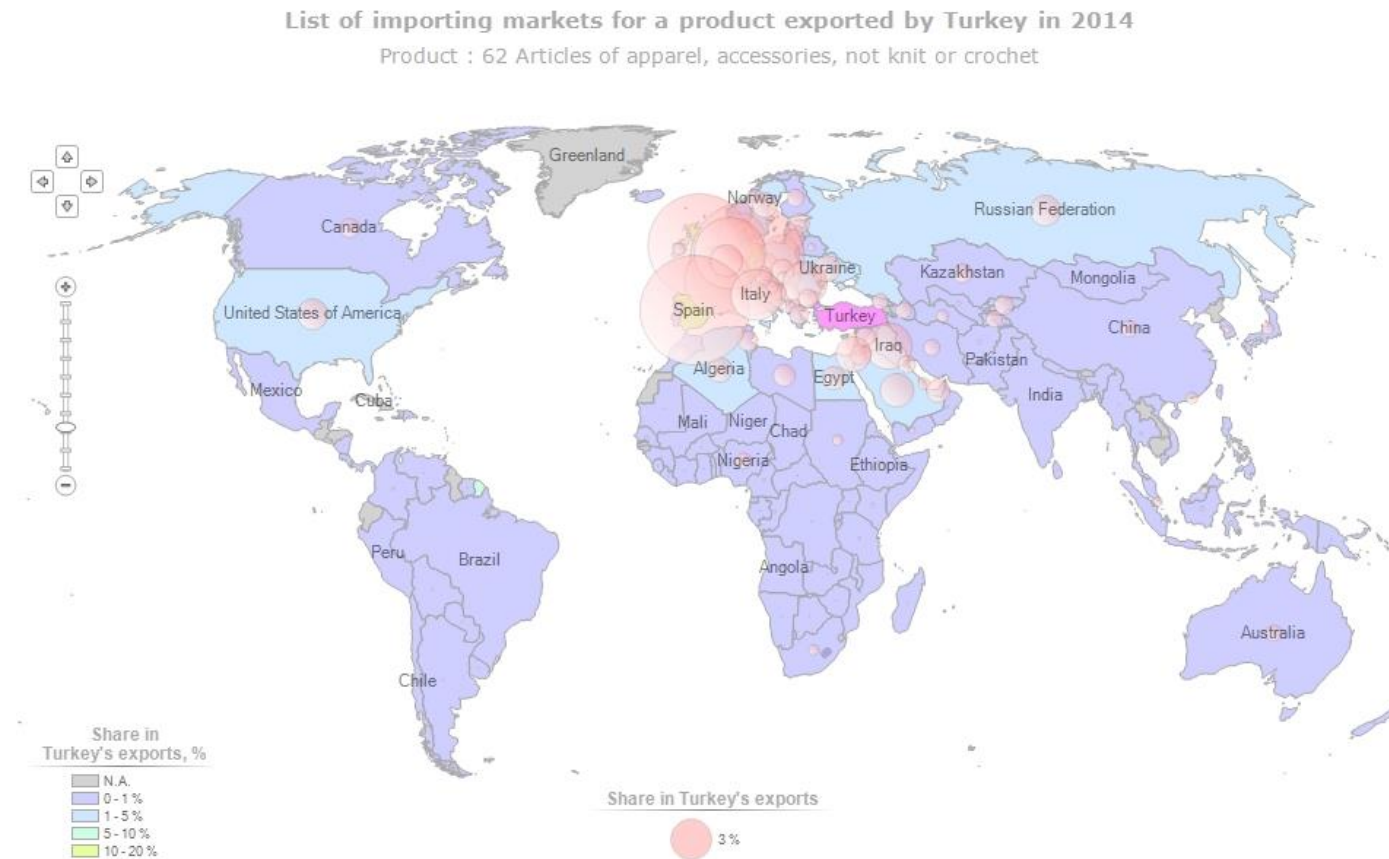 List of importing markets for a product exported by Turkey in 2014
Product : 62 Articles of apparel, accessories, not knit or crochet
Greenland
Norway
Russian Federation
Canada
Ukraine
Kazakhstan
Mongolia
United States of America
Spain
Italy
Turkey
China
Iraq
Pakistan
Algeria
Egypt
Mexico
Cuba
India
Mali
Niger
Chad
Nigeria
Ethiopia
Peru
Brazil
Angola
Australia
Chile
Share in
Turkey's exports, %
N.A.
0 - 1 %
1 - 5 %
5 - 10 %
10 - 20 %
Share in Turkey's exports
3 %